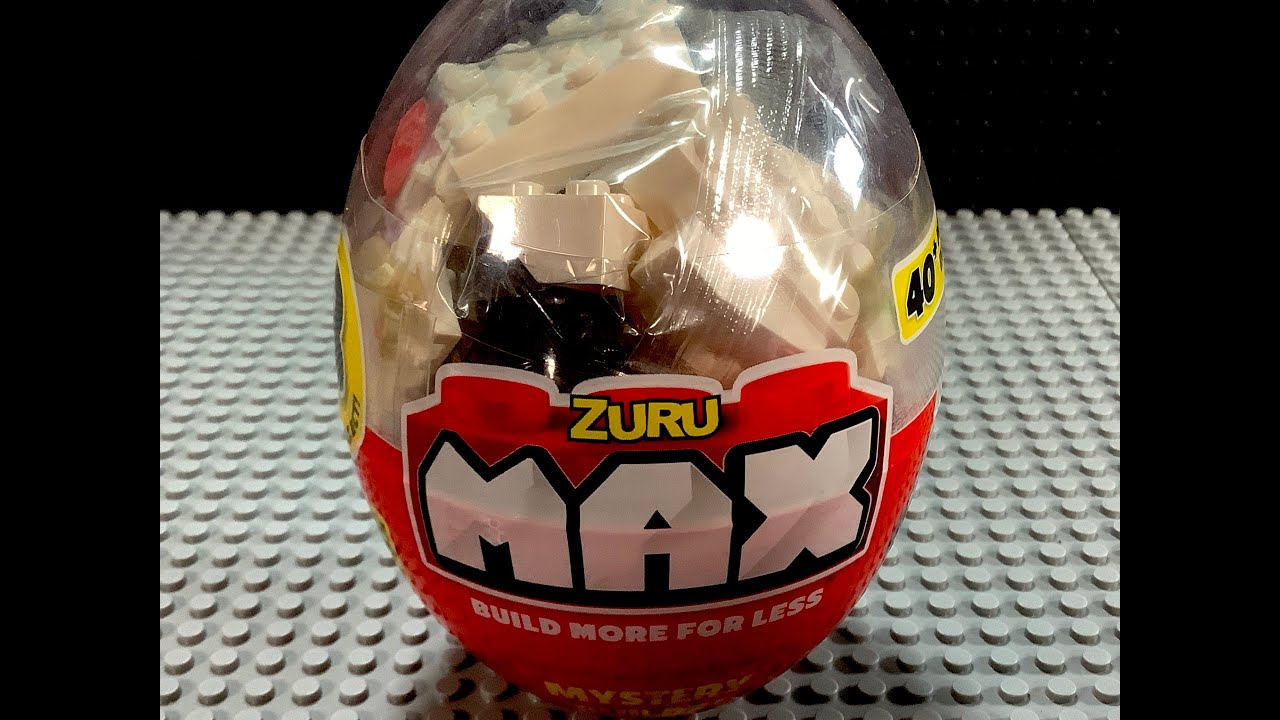 40+
ZURU
MAX
BUILD MORE FOR LESS
MYSTERY